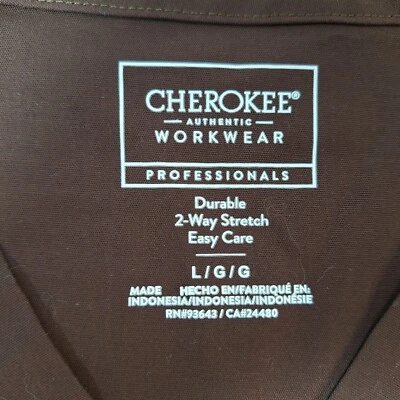 CHEROKEE®
AUTHENTIC
WORKWEAR
PROFESSIONALS
Durable
2-Way Stretch
Easy Care
L/G/G
MADE HECHO EN/FABRIQUÉ EN:
INDONESIA/INDONESIA/INDONÉSIE
RN#93643 / CA#24480